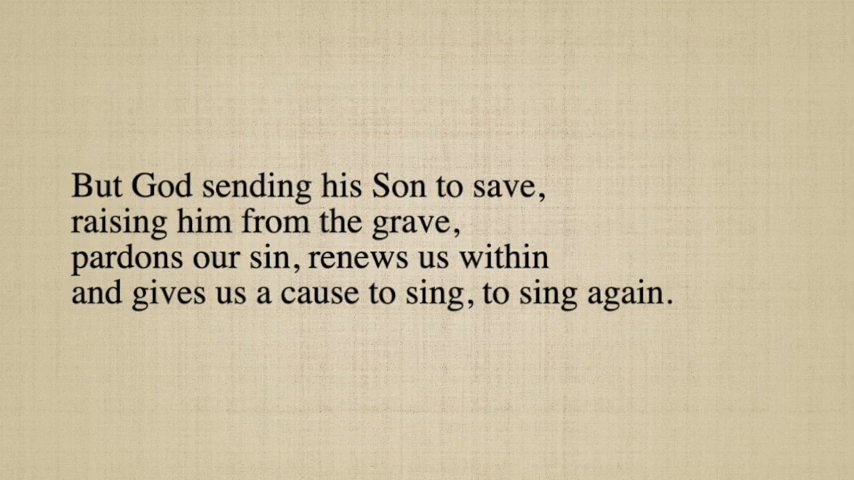 But God sending his Son to save,
raising him from the grave,
pardons our sin, renews us within
and gives us a cause to sing, to sing again.